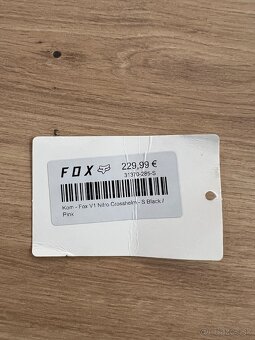 FOX 229,99 €
31370-285-S
Kom - Fox V1 Nitro Crosshelm - S Black /
Pink